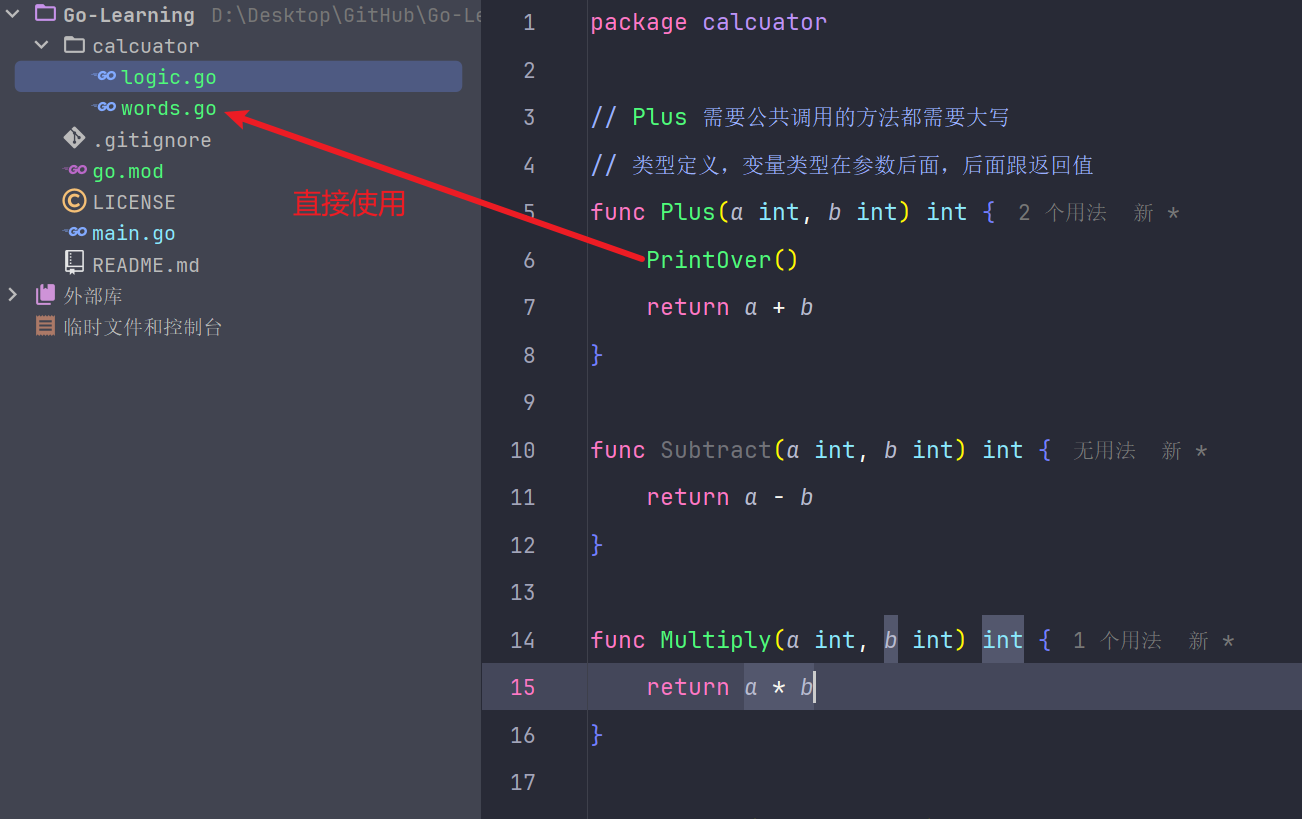 Go-Learning D:\Desktop\GitHub\Go-Le
calcuator
logic.go
words.go
.gitignore
go.mod
LICENSE
main.go
README.md
外部库
临时文件和控制台
直接使用
1 package calcuator
2
3 // Plus 需要公共调用的方法都需要大写
4 // 类型定义，变量类型在参数后面，后面跟返回值
5 func Plus(a int, b int) int { 2 个用法 新 *
6 PrintOver()
7 return a + b
8 }
9
10 func Subtract(a int, b int) int { 无用法 新 *
11 return a - b
12 }
13
14 func Multiply(a int, b int) int { 1 个用法 新 *
15 return a * b
16 }
17